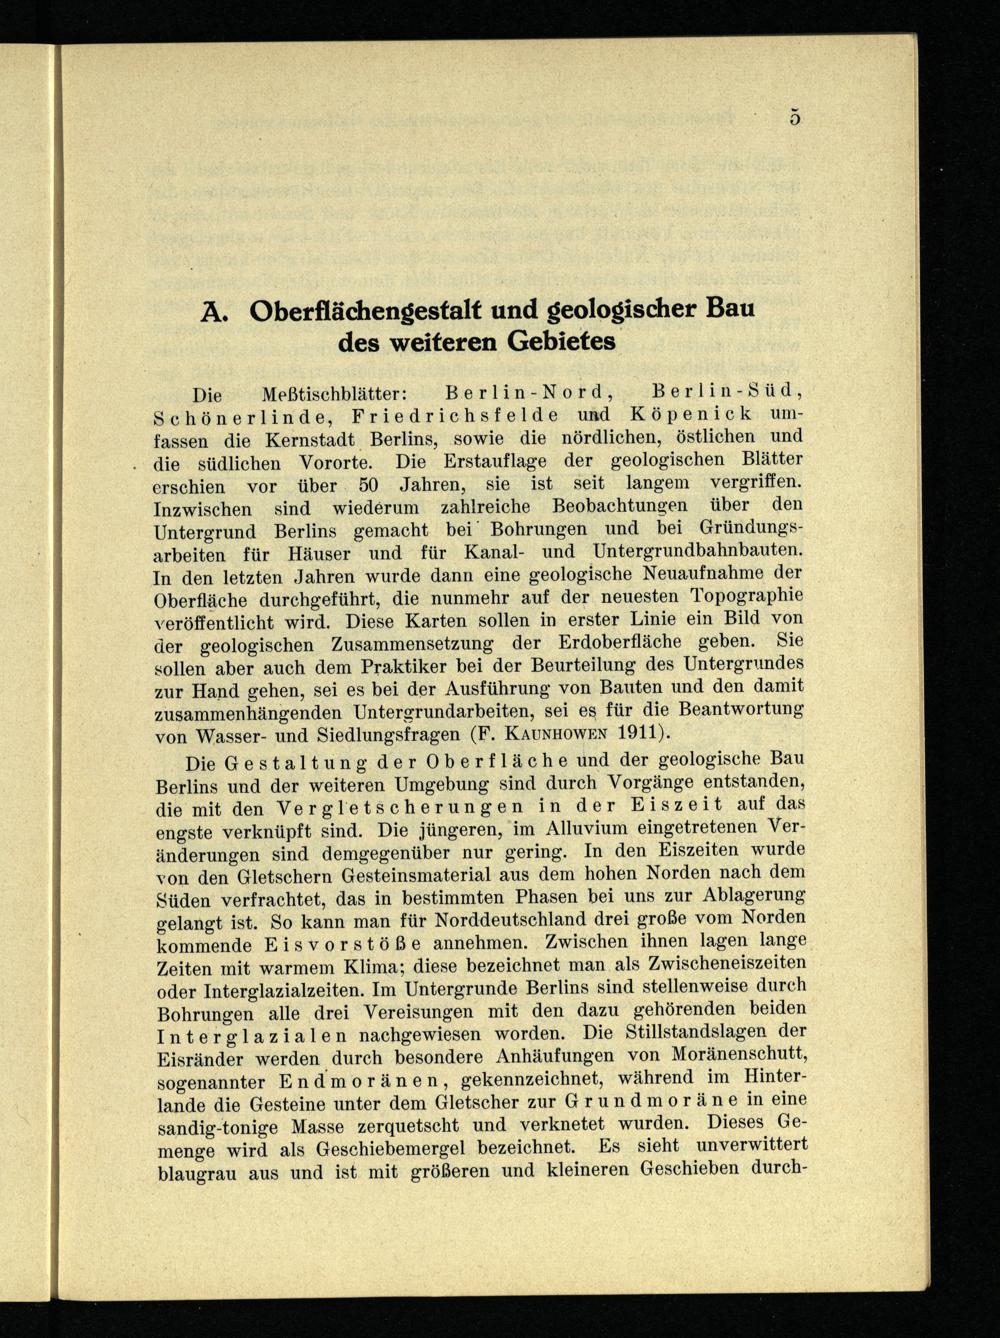 5
A. Oberflächengestalt und geologischer Bau
des weiteren Gebietes
Die Meßtischblätter: Berlin-Nord, Berlin-Süd,
Schönerlinde, Friedrichsfelde und Köpenick um-
fassen die Kernstadt Berlins, sowie die nördlichen, östlichen und
die südlichen Vororte. Die Erstauflage der geologischen Blätter
erschien vor über 50 Jahren, sie ist seit langem vergriffen.
Inzwischen sind wiederum zahlreiche Beobachtungen über den
Untergrund Berlins gemacht bei Bohrungen und bei Gründungs-
arbeiten für Häuser und für Kanal- und Untergrundbahnbauten.
In den letzten Jahren wurde dann eine geologische Neuaufnahme der
Oberfläche durchgeführt, die nunmehr auf der neuesten Topographie
veröffentlicht wird. Diese Karten sollen in erster Linie ein Bild von
der geologischen Zusammensetzung der Erdoberfläche geben. Sie
sollen aber auch dem Praktiker bei der Beurteilung des Untergrundes
zur Hand gehen, sei es bei der Ausführung von Bauten und den damit
zusammenhängenden Untergrundarbeiten, sei es für die Beantwortung
von Wasser- und Siedlungsfragen (F. KAUNHOWEN 1911).
Die Gestaltung der Oberfläche und der geologische Bau
Berlins und der weiteren Umgebung sind durch Vorgänge entstanden,
die mit den Vergletscherungen in der Eiszeit auf das
engste verknüpft sind. Die jüngeren, im Alluvium eingetretenen Ver-
änderungen sind demgegenüber nur gering. In den Eiszeiten wurde
von den Gletschern Gesteinsmaterial aus dem hohen Norden nach dem
Süden verfrachtet, das in bestimmten Phasen bei uns zur Ablagerung
gelangt ist. So kann man für Norddeutschland drei große vom Norden
kommende Eisvorstöße annehmen. Zwischen ihnen lagen lange
Zeiten mit warmem Klima; diese bezeichnet man als Zwischeneiszeiten
oder Interglazialzeiten. Im Untergrunde Berlins sind stellenweise durch
Bohrungen alle drei Vereisungen mit den dazu gehörenden beiden
Interglazialen nachgewiesen worden. Die Stillstandslagen der
Eisränder werden durch besondere Anhäufungen von Moränenschutt,
sogenannter Endmoränen, gekennzeichnet, während im Hinter-
lande die Gesteine unter dem Gletscher zur Grundmoräne in eine
sandig-tonige Masse zerquetscht und verknetet wurden. Dieses Ge-
menge wird als Geschiebemergel bezeichnet. Es sieht unverwittert
blaugrau aus und ist mit größeren und kleineren Geschieben durch-